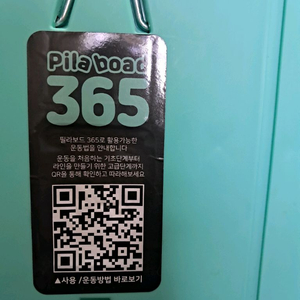 Pila boad
365
필라보드 365로 활용가능한
운동법을 안내합니다
운동을 처음하는 기초단계부터
라인을 만들기 위한 고급단계까지
QR을 통해 확인하고 따라해보세요
▲사용 /운동방법 바로보기